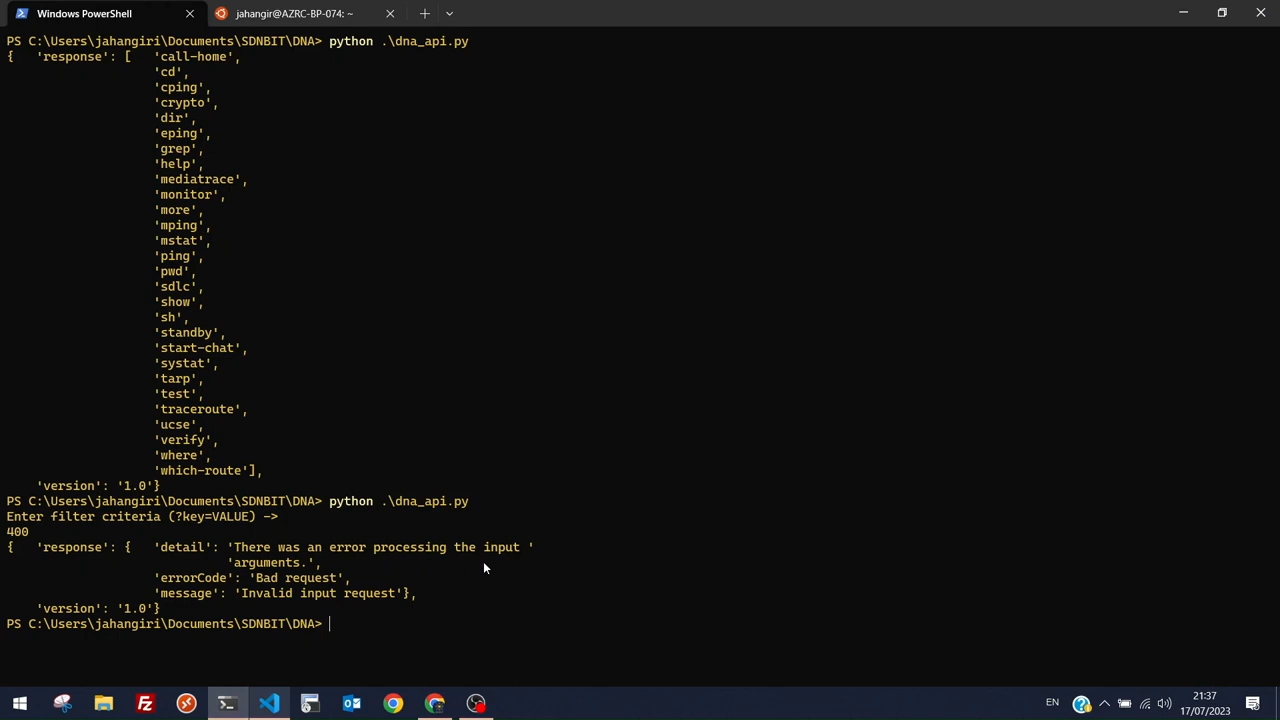 Windows PowerShell
jahangir@AZRC-BP-074: ~
PS C:\Users\jahangiri\Documents\SDNBIT\DNA> python .\dna_api.py
{   'response': [   'call-home',
'cd',
'cping',
'crypto',
'dir',
'eping',
'grep',
'help',
'mediatrace',
'monitor',
'more',
'mping',
'mstat',
'ping',
'pwd',
'sdlc',
'show',
'sh',
'standby',
'start-chat',
'systat',
'tarp',
'test',
'traceroute',
'ucse',
'verify',
'where',
'which-route'],
'version': '1.0'}
PS C:\Users\jahangiri\Documents\SDNBIT\DNA> python .\dna_api.py
Enter filter criteria (?key=VALUE) ->
400
{   'response': {   'detail': 'There was an error processing the input '
'arguments.',
'errorCode': 'Bad request',
'message': 'Invalid input request'},
'version': '1.0'}
PS C:\Users\jahangiri\Documents\SDNBIT\DNA>
EN
21:37
17/07/2023